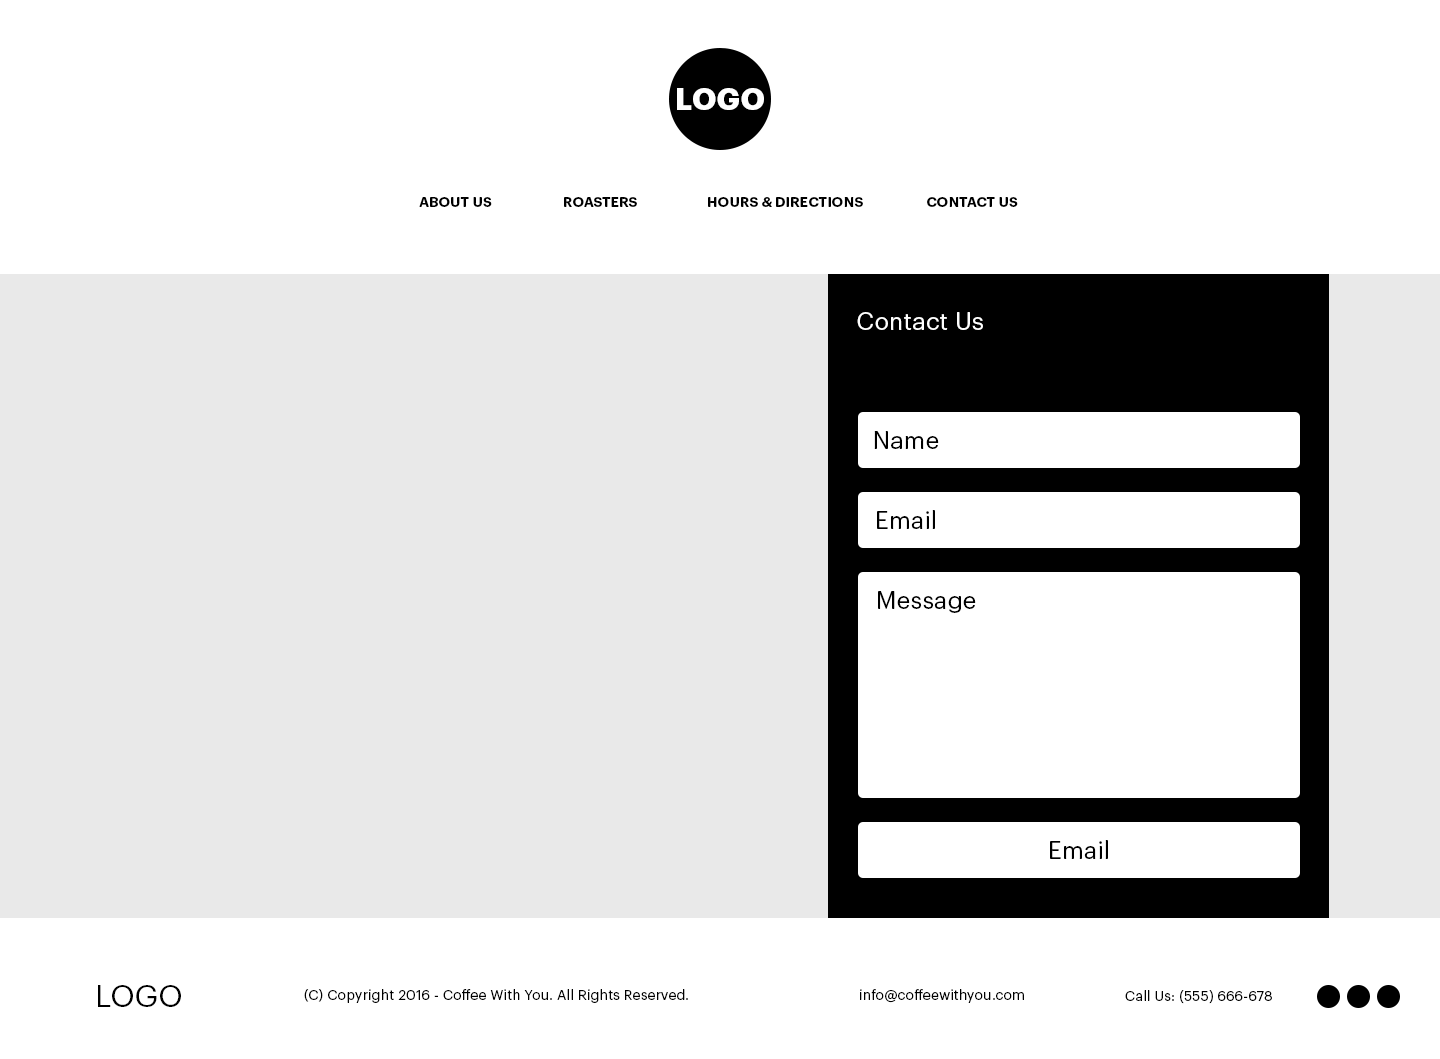 LOGO
ABOUT US
ROASTERS
HOURS & DIRECTIONS
CONTACT US
Contact Us
Name
Email
Message
Email
LOGO
(C) Copyright 2016 - Coffee With You. All Rights Reserved.
info@coffeewithyou.com
Call Us: (555) 666-678